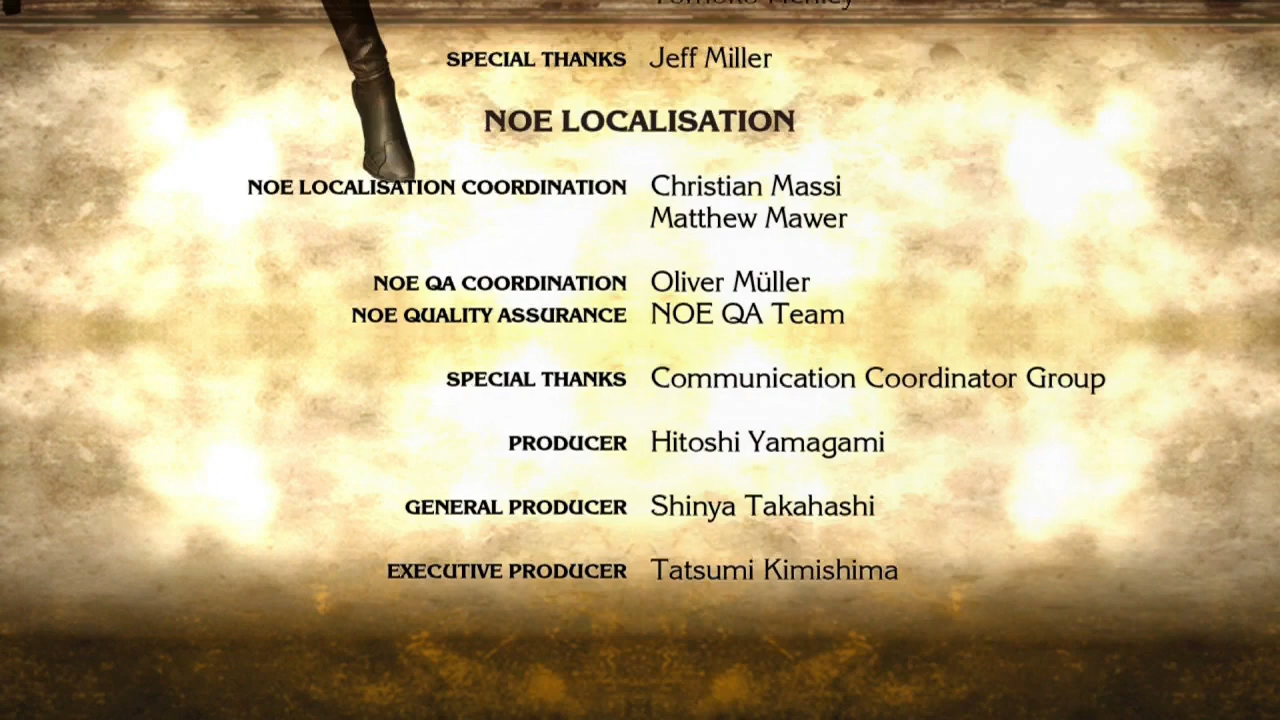 SPECIAL THANKS Jeff Miller
NOE LOCALISATION
NOE LOCALISATION COORDINATION Christian Massi
Matthew Mawer
NOE QA COORDINATION Oliver Müller
NOE QUALITY ASSURANCE NOE QA Team
SPECIAL THANKS Communication Coordinator Group
PRODUCER Hitoshi Yamagami
GENERAL PRODUCER Shinya Takahashi
EXECUTIVE PRODUCER Tatsumi Kimishima